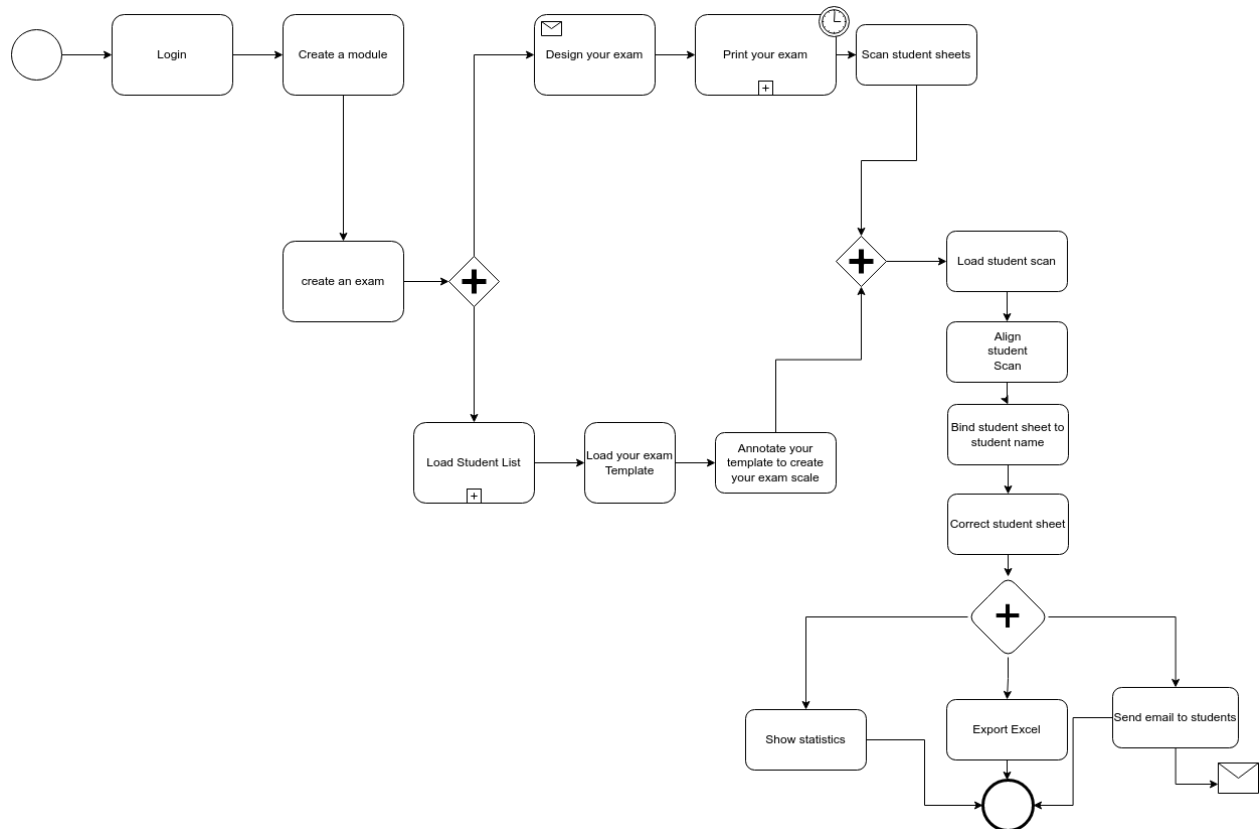 Login
Create a module
Design your exam
Print your exam
Scan student sheets
create an exam
Load student scan
Align
student
Scan
Bind student sheet to
student name
Load Student List
Load your exam
Template
Annotate your
template to create
your exam scale
Correct student sheet
Show statistics
Export Excel
Send email to students